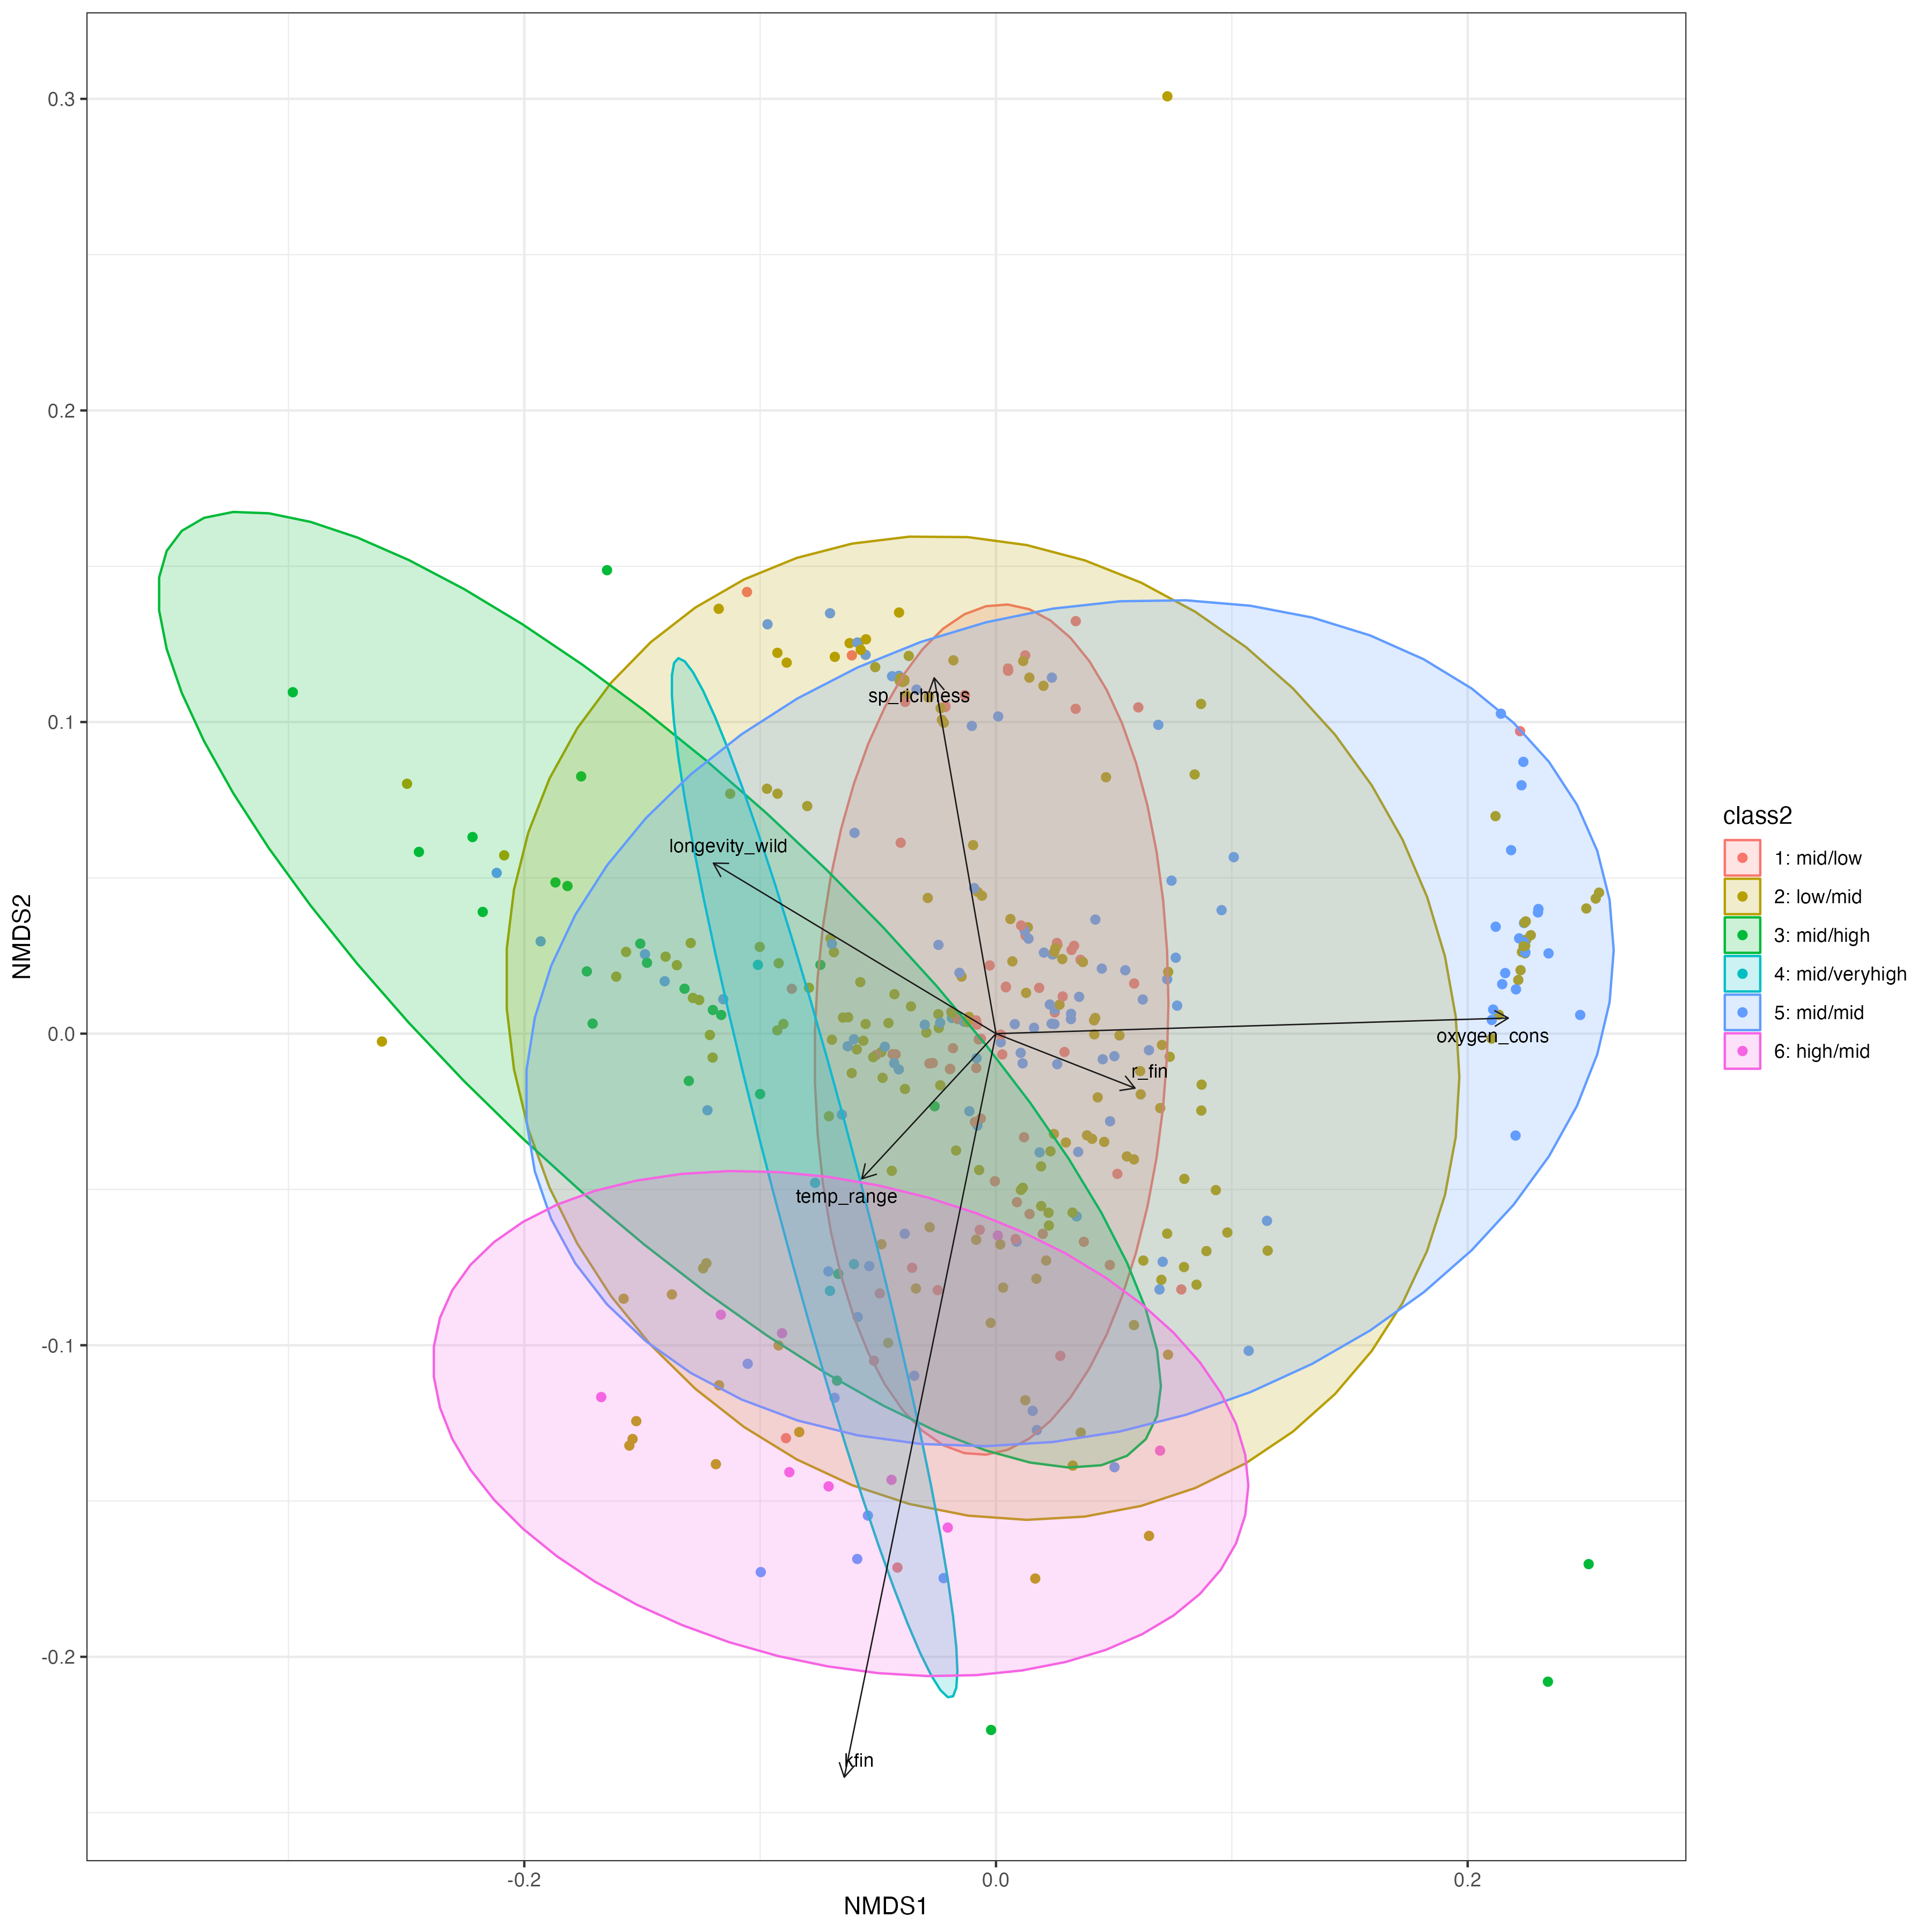 0.3
0.2
0.1
0.0
-0.1
-0.2
NMDS2
sp_richness
longevity_wild
oxygen_cons
r_fin
temp_range
kfin
-0.2
0.0
0.2
NMDS1
class2
1: mid/low
2: low/mid
3: mid/high
4: mid/veryhigh
5: mid/mid
6: high/mid